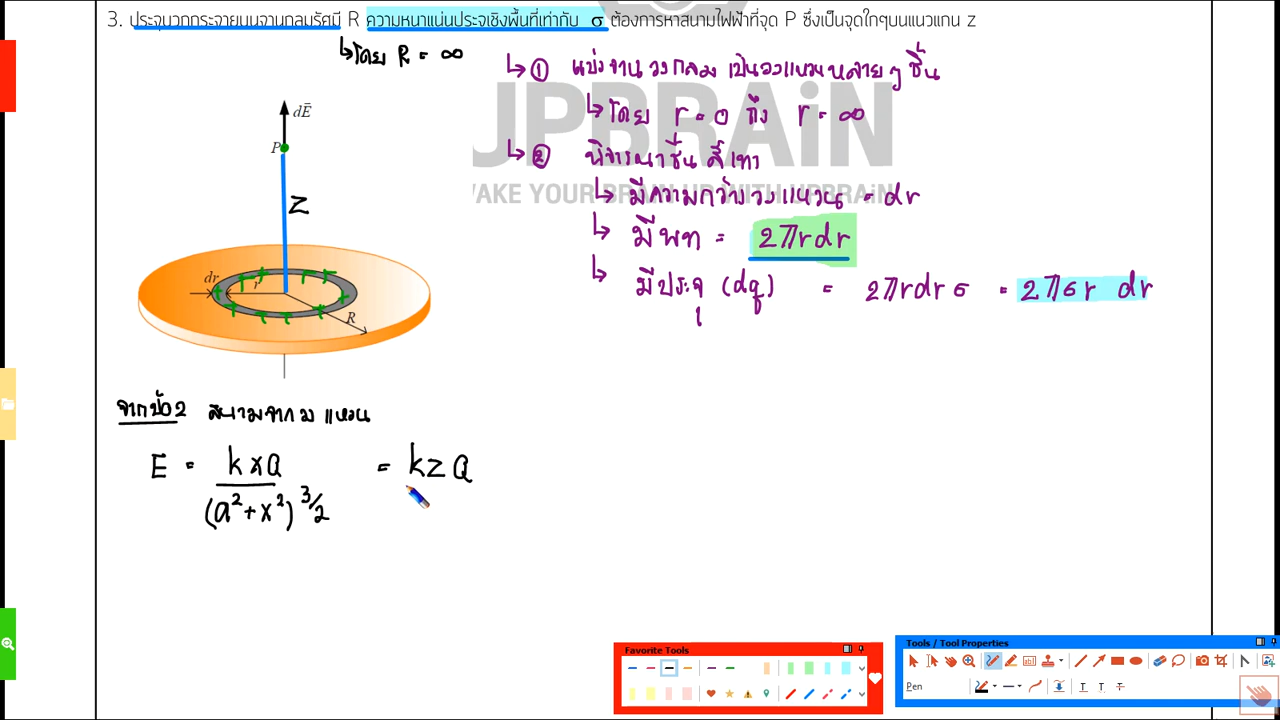 3. ประจุบวกกระจายบนจานกลมรัศมี R ความหนาแน่นประจุเชิงพื้นที่เท่ากับ σ ต้องการหาสนามไฟฟ้าที่จุด P ซึ่งเป็นจุดใกๆบนแนวแกน z
↳ โดย R = ∞
↳ ① แบ่งจานวงกลม เป็นวงแหวนหลายๆ ชิ้น
↳ โดย r = 0 ถึง r = ∞
↳ ② พิจารณาชิ้นสีเทา
↳ มีความกว้างวงแหวน = dr
↳ มีพท = 2πrdr
↳ มีประจุ (dq) = 2πrdrσ = 2πσr dr
UPBRAiN
MAKE YOUR BRAIN UP WITH UPBRAiN
dE
P
Z
dr
r
R
จากข้อ 2 สนามจากวงแหวน
E = kxQ = kzQ
(a²+x²)^3/2
Favorite Tools
Tools / Tool Properties
Pen